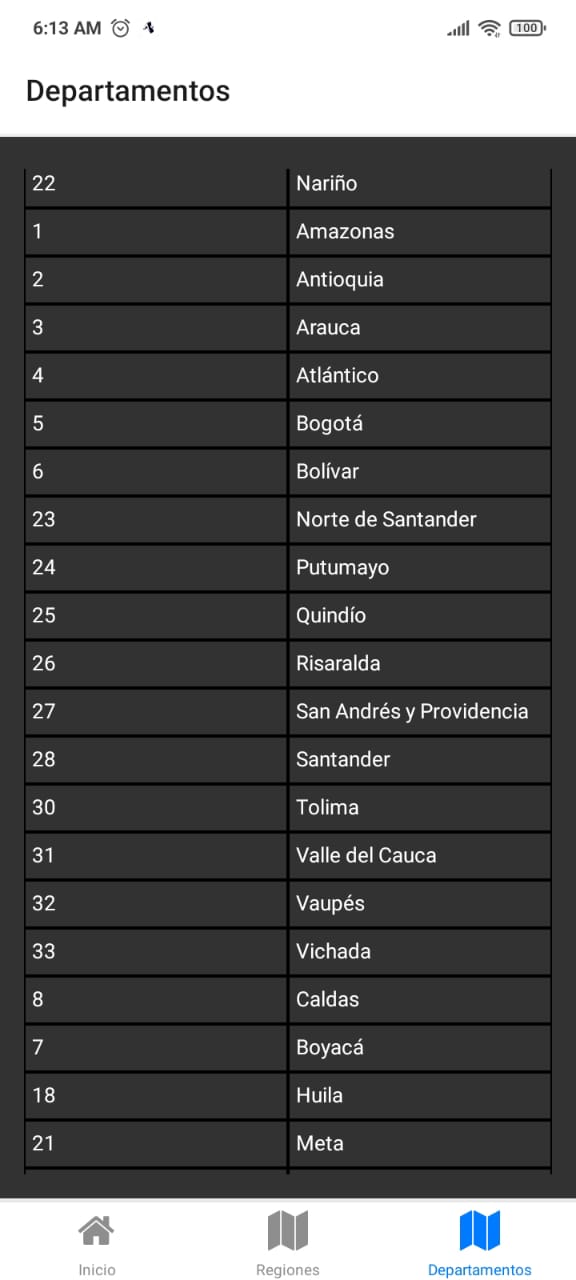 6:13 AM
100
Departamentos
22 Nariño
1 Amazonas
2 Antioquia
3 Arauca
4 Atlántico
5 Bogotá
6 Bolívar
23 Norte de Santander
24 Putumayo
25 Quindío
26 Risaralda
27 San Andrés y Providencia
28 Santander
30 Tolima
31 Valle del Cauca
32 Vaupés
33 Vichada
8 Caldas
7 Boyacá
18 Huila
21 Meta
Inicio Regiones Departamentos